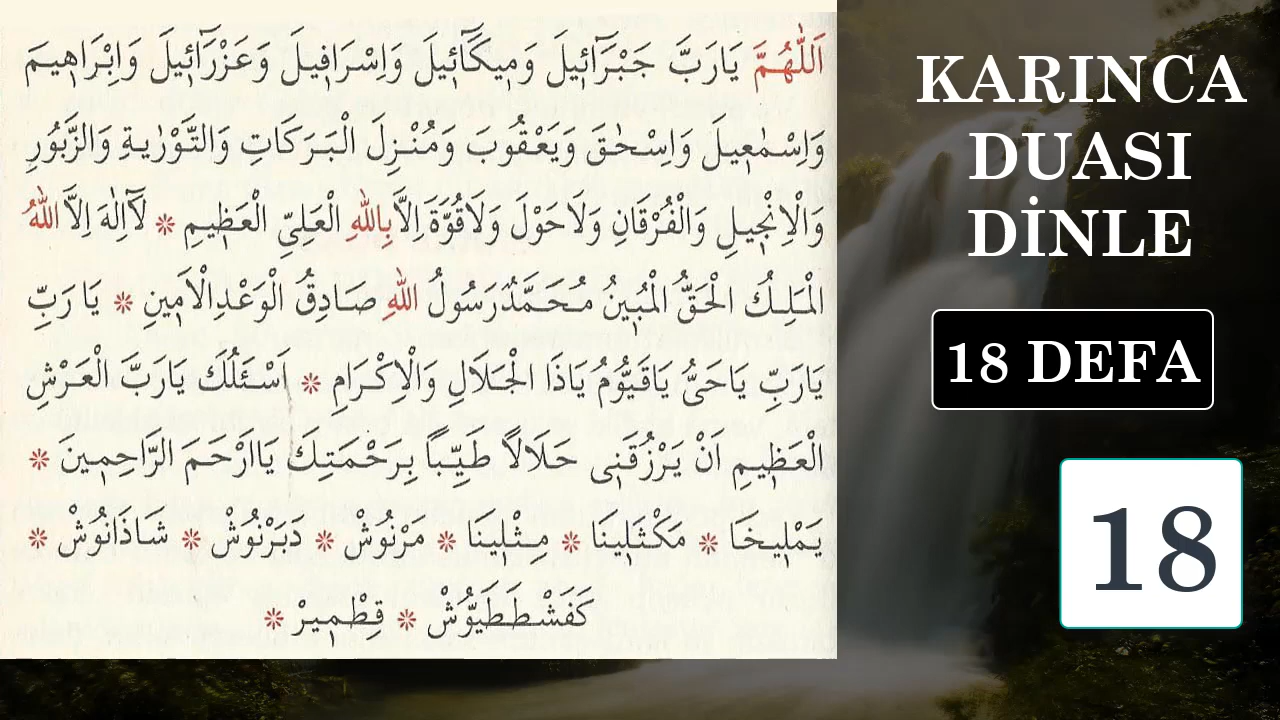 اَللّٰهُمَّ يَارَبَّ جَبْرَآئِيلَ وَمِيكَآئِيلَ وَاِسْرَافِيلَ وَعَزْرَآئِيلَ وَاِبْرَاهِيمَ
وَاِسْمٰعِيلَ وَاِسْحٰقَ وَيَعْقُوبَ وَمُنْزِلَ الْبَرَكَاتِ وَالتَّوْرٰيةِ وَالزَّبُورِ
وَالْاِنْجِيلِ وَالْفُرْقَانِ وَلَاحَوْلَ وَلَاقُوَّةَ اِلَّا بِاللّٰهِ الْعَلِىِّ الْعَظِيمِ * لَآاِلٰهَ اِلَّا اللّٰهُ
الْمَلِكُ الْحَقُّ الْمُبِينُ مُحَمَّدٌ رَسُولُ اللّٰهِ صَادِقُ الْوَعْدِالْاَمِينِ * يَا رَبِّ
يَارَبِّ يَاحَىُّ يَاقَيُّومُ يَاذَا الْجَلَالِ وَالْاِكْرَامِ * اَسْئَلُكَ يَارَبَّ الْعَرْشِ
الْعَظِيمِ اَنْ يَرْزُقَنِى حَلَالًا طَيِّبًا بِرَحْمَتِكَ يَااَرْحَمَ الرَّاحِمِينَ *
يَمْلِيخَا * مَكْثَلِينَا * مِثْلِينَا * مَرْنُوشْ * دَبَرْنُوشْ * شَاذَنُوشْ *
كَفَشْطَطَيُّوشْ * قِطْمِيرْ *
KARINCA
DUASI
DİNLE
18 DEFA
18